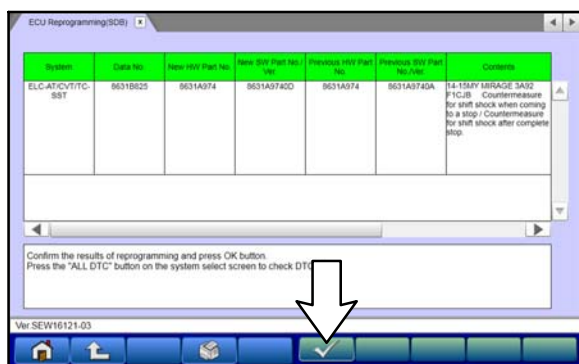 ECU Reprogramming(SDB)
System Data No. New HW Part No. New SW Part No./ Ver. Previous HW Part No. Previous SW Part No./Ver. Contents
ELC-AT/CVT/TC-SST 8631B825 8631A974 8631A9740D 8631A974 8631A9740A 14-15MY MIRAGE 3A92
F1CJB Countermeasure
for shift shock when coming
to a stop / Countermeasure
for shift shock after complete
stop.
Confirm the results of reprogramming and press OK button.
Press the "ALL DTC" button on the system select screen to check DTC
Ver.SEW16121-03